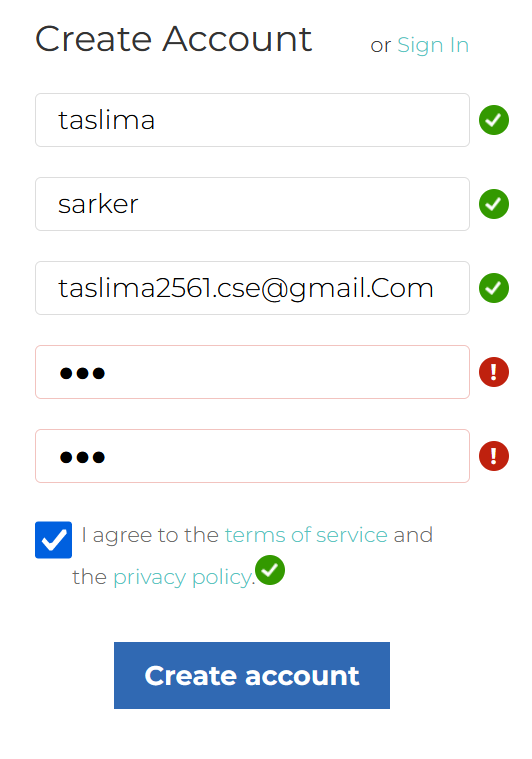 Create Account or Sign In
taslima
sarker
taslima2561.cse@gmail.Com
•••
•••
I agree to the terms of service and
the privacy policy.
Create account